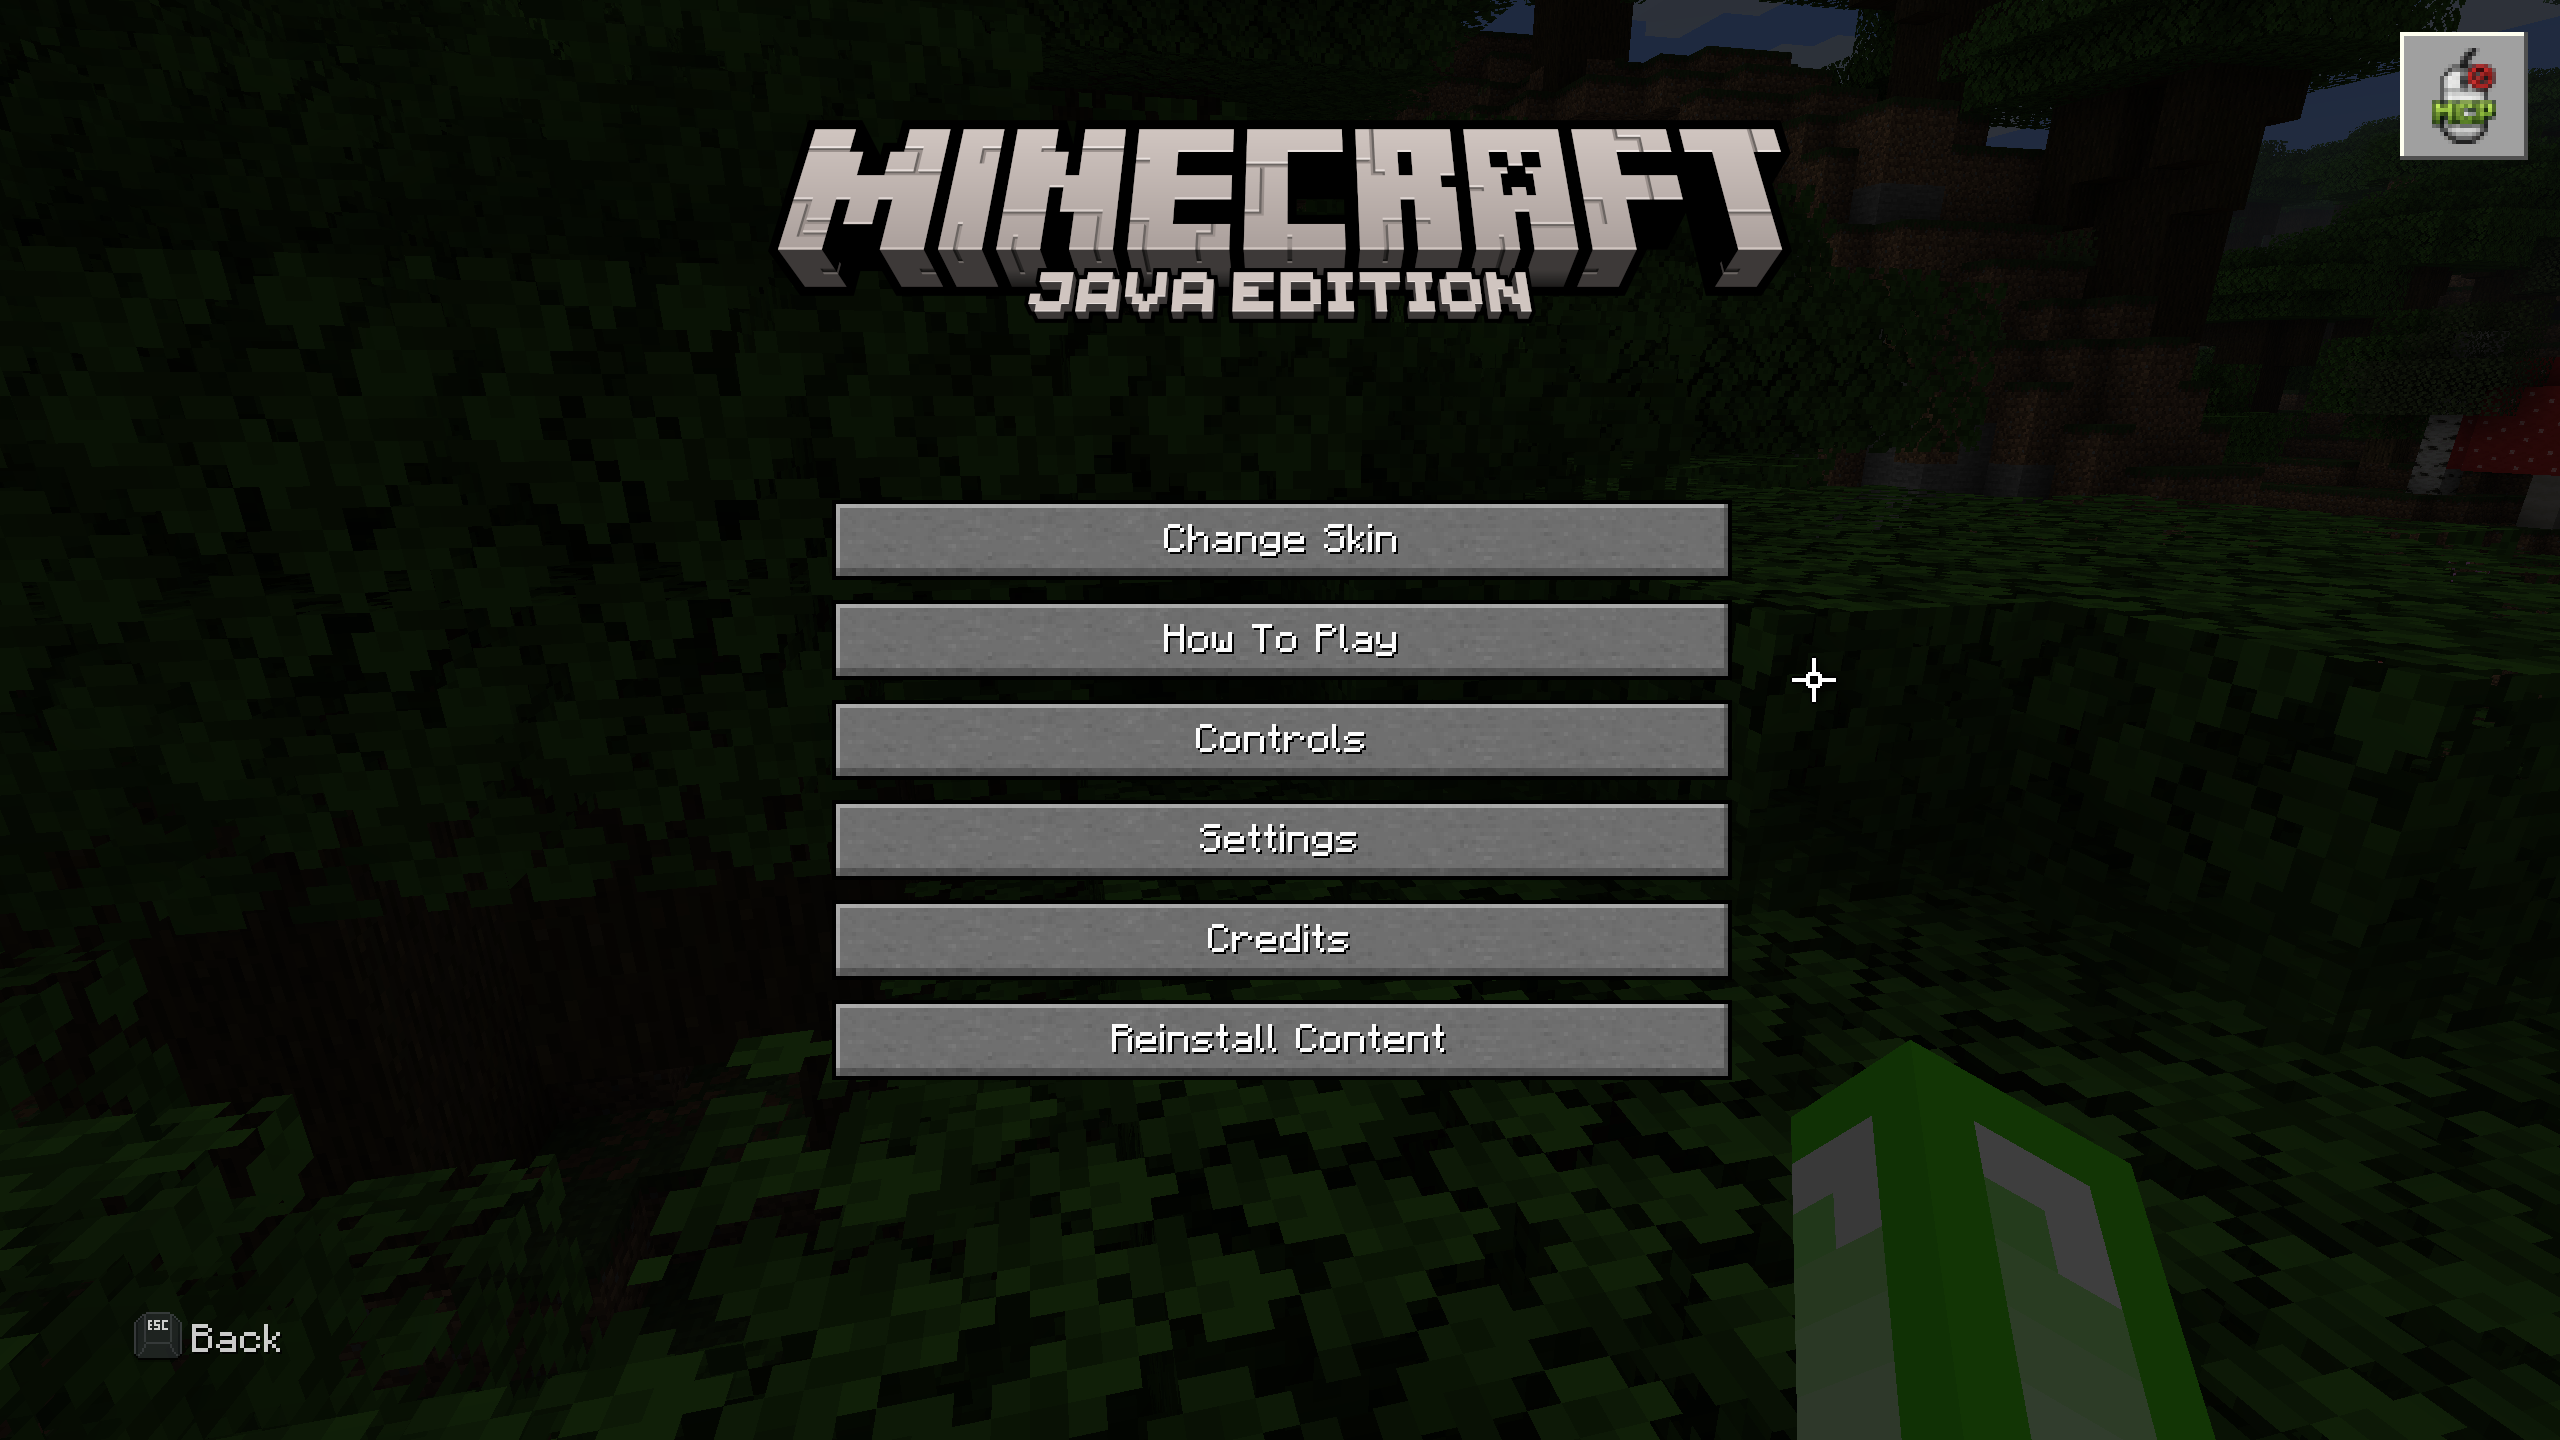 MCP
MINECRAFT
JAVA EDITION
Change Skin
How To Play
Controls
Settings
Credits
Reinstall Content
ESC
Back